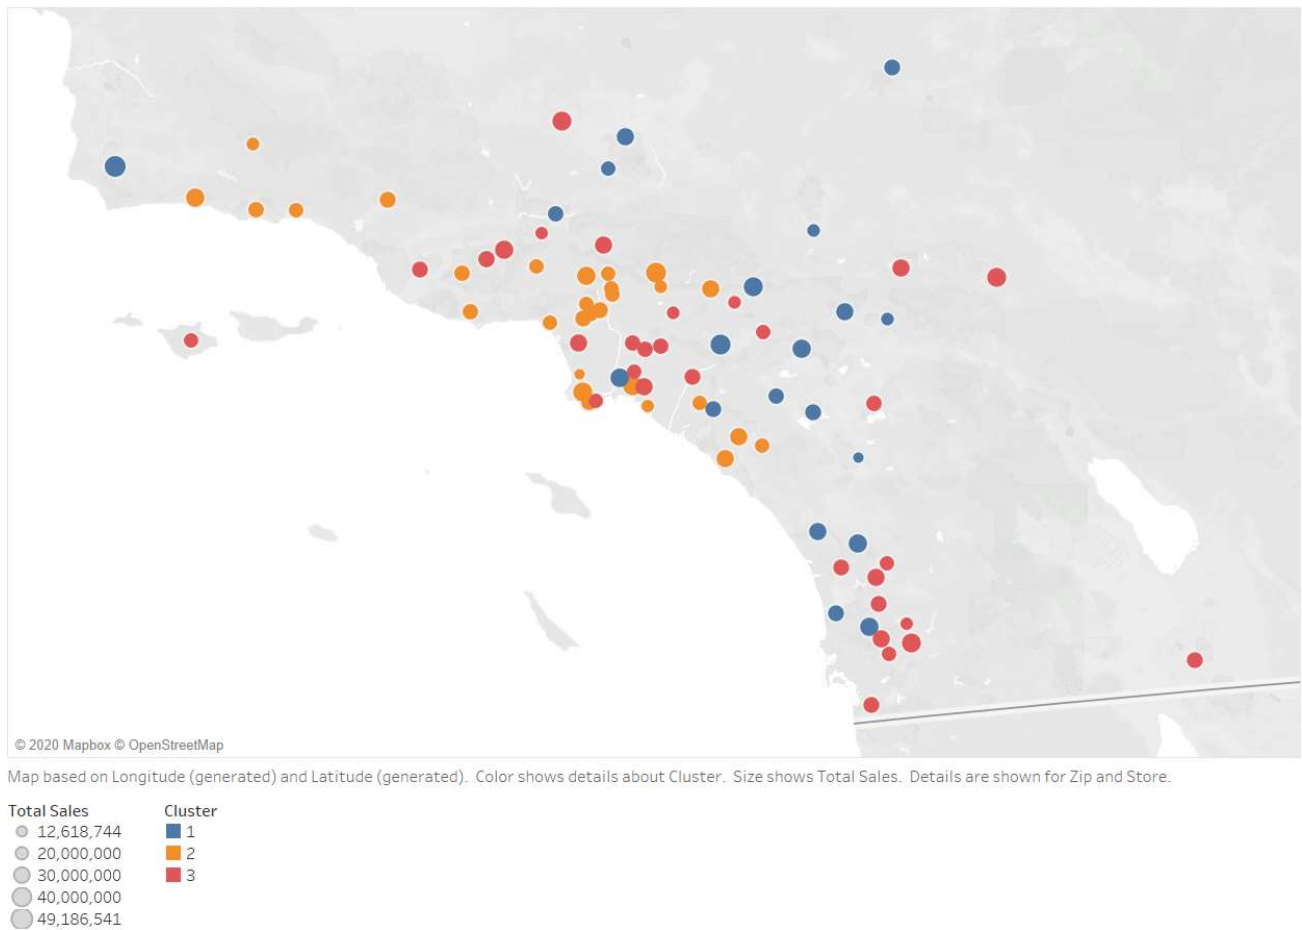 © 2020 Mapbox © OpenStreetMap
Map based on Longitude (generated) and Latitude (generated).  Color shows details about Cluster.  Size shows Total Sales.  Details are shown for Zip and Store.
Total Sales
12,618,744
20,000,000
30,000,000
40,000,000
49,186,541
Cluster
1
2
3